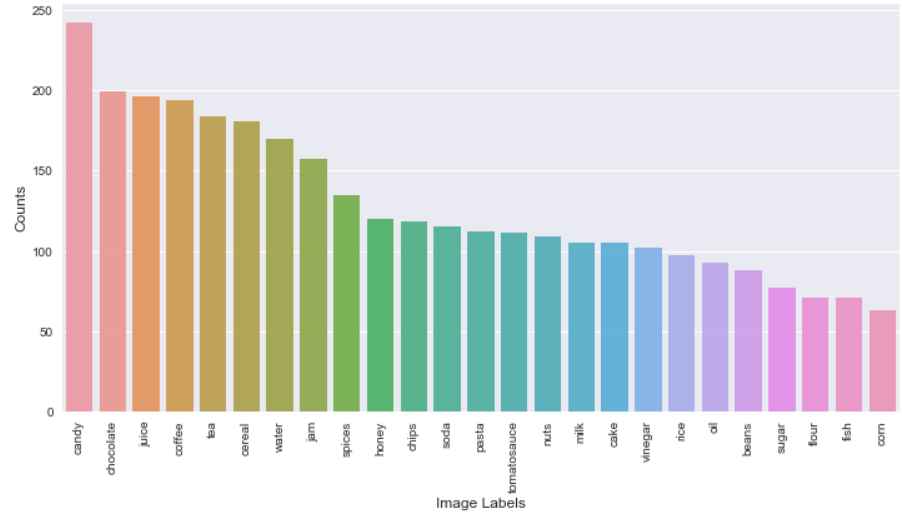 250
200
150
100
50
0
Counts
candy
chocolate
juice
coffee
tea
cereal
water
jam
spices
honey
chips
soda
pasta
tomatosauce
nuts
milk
cake
vinegar
rice
oil
beans
sugar
flour
fish
corn
Image Labels